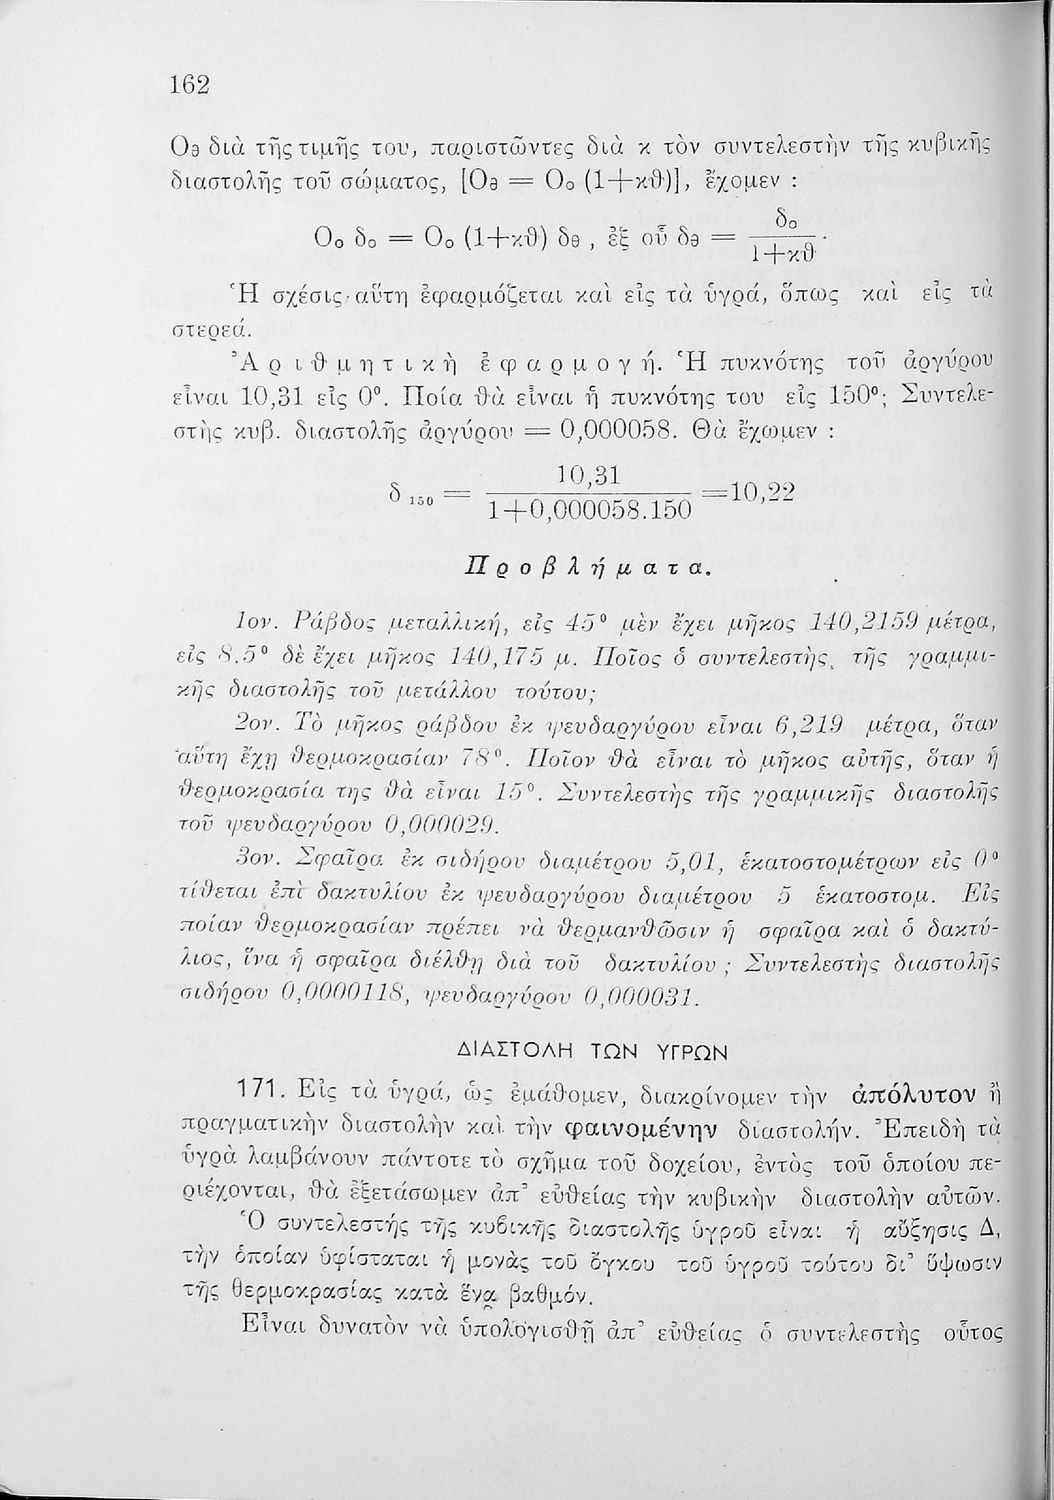 162
Οθ διὰ τῆς τιμῆς του, παριστῶντες διὰ κ τὸν συντελεστὴν τῆς κυβικῆς
διαστολῆς τοῦ σώματος, [Οθ = Οο (1+κϑ)], ἔχομεν :
Οο δο = Οο (1+κϑ) δθ , ἐξ οὗ δθ = δο / 1+κϑ ·
Ἡ σχέσις αὕτη ἐφαρμόζεται καὶ εἰς τὰ ὑγρά, ὅπως καὶ εἰς τὰ
στερεά.
Ἀριϑμητικὴ ἐφαρμογή. Ἡ πυκνότης τοῦ ἀργύρου
εἶναι 10,31 εἰς 0°. Ποία ϑὰ εἶναι ἡ πυκνότης του εἰς 150°; Συντελε-
στὴς κυβ. διαστολῆς ἀργύρου = 0,000058. Θὰ ἔχωμεν :
δ 150 = 10,31 / 1+0,000058.150 =10,22
Προβλήματα.
1ον. Ράβδος μεταλλική, εἰς 45° μὲν ἔχει μῆκος 140,2159 μέτρα,
εἰς 8.5° δὲ ἔχει μῆκος 140,175 μ. Ποῖος ὁ συντελεστὴς τῆς γραμμι-
κῆς διαστολῆς τοῦ μετάλλου τούτου;
2ον. Τὸ μῆκος ράβδου ἐκ ψευδαργύρου εἶναι 6,219 μέτρα, ὅταν
αὕτη ἔχῃ ϑερμοκρασίαν 78°. Ποῖον ϑὰ εἶναι τὸ μῆκος αὐτῆς, ὅταν ἡ
ϑερμοκρασία της ϑὰ εἶναι 15°. Συντελεστὴς τῆς γραμμικῆς διαστολῆς
τοῦ ψευδαργύρου 0,000029.
3ον. Σφαῖρα ἐκ σιδήρου διαμέτρου 5,01, ἑκατοστομέτρων εἰς 0°
τίϑεται ἐπὶ δακτυλίου ἐκ ψευδαργύρου διαμέτρου 5 ἑκατοστομ. Εἰς
ποίαν ϑερμοκρασίαν πρέπει νὰ ϑερμανϑῶσιν ἡ σφαῖρα καὶ ὁ δακτύ-
λιος, ἵνα ἡ σφαῖρα διέλϑῃ διὰ τοῦ δακτυλίου ; Συντελεστὴς διαστολῆς
σιδήρου 0,0000118, ψευδαργύρου 0,000031.
ΔΙΑΣΤΟΛΗ ΤΩΝ ΥΓΡΩΝ
171. Εἰς τὰ ὑγρά, ὡς ἐμάϑομεν, διακρίνομεν τὴν ἀπόλυτον ἢ
πραγματικὴν διαστολὴν καὶ τὴν φαινομένην διαστολήν. Ἐπειδὴ τὰ
ὑγρὰ λαμβάνουν πάντοτε τὸ σχῆμα τοῦ δοχείου, ἐντὸς τοῦ ὁποίου πε-
ριέχονται, ϑὰ ἐξετάσωμεν ἀπ' εὐϑείας τὴν κυβικὴν διαστολὴν αὐτῶν.
Ὁ συντελεστής τῆς κυβικῆς διαστολῆς ὑγροῦ εἶναι ἡ αὔξησις Δ,
τὴν ὁποίαν ὑφίσταται ἡ μονὰς τοῦ ὄγκου τοῦ ὑγροῦ τούτου δι' ὕψωσιν
τῆς θερμοκρασίας κατὰ ἕνα βαθμόν.
Εἶναι δυνατὸν νὰ ὑπολογισϑῇ ἀπ' εὐϑείας ὁ συντελεστὴς οὗτος